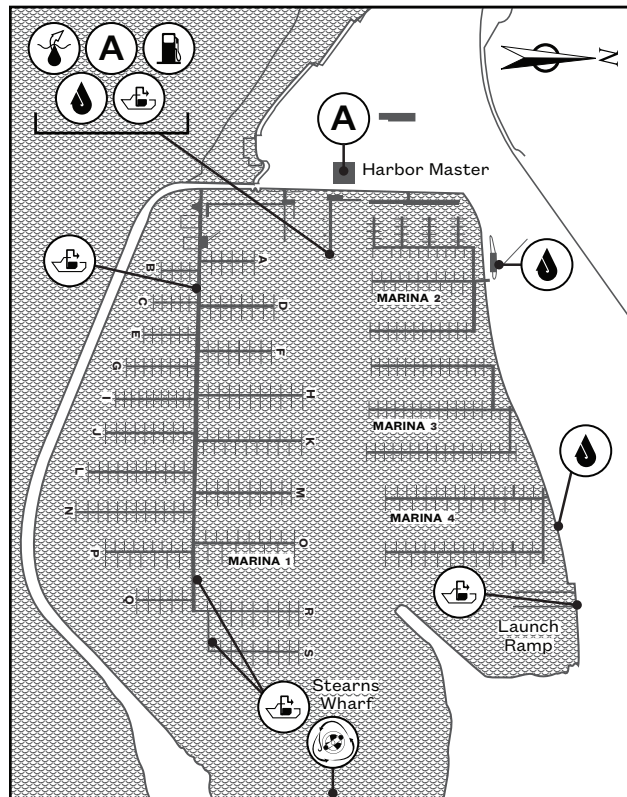 A
N
A
Harbor Master
A
B
MARINA 2
C
D
E
F
G
H
I
MARINA 3
J
K
L
M
N
MARINA 4
O
MARINA 1
P
Q
R
Launch
Ramp
S
Stearns
Wharf